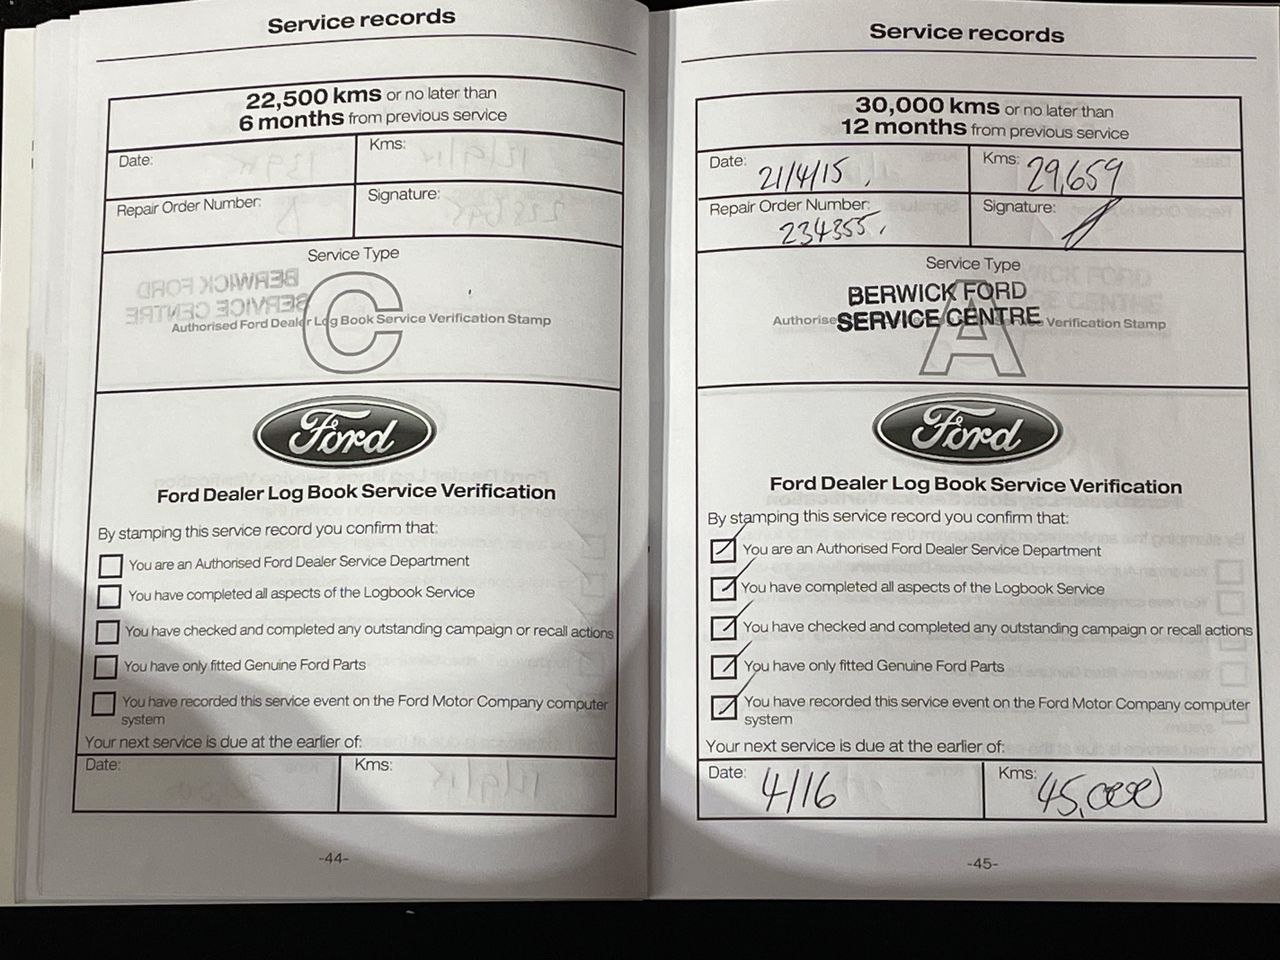 Service records
22,500 kms or no later than
6 months from previous service
Date:
Kms:
Repair Order Number:
Signature:
Service Type
C
Authorised Ford Dealer Log Book Service Verification Stamp
Ford
Ford Dealer Log Book Service Verification
By stamping this service record you confirm that:
You are an Authorised Ford Dealer Service Department
You have completed all aspects of the Logbook Service
You have checked and completed any outstanding campaign or recall actions
You have only fitted Genuine Ford Parts
You have recorded this service event on the Ford Motor Company computer
system
Your next service is due at the earlier of:
Date:
Kms:
-44-
Service records
30,000 kms or no later than
12 months from previous service
Date: 21/4/15
Kms: 29,659
Repair Order Number:
234355
Signature:
Service Type
A
BERWICK FORD
SERVICE CENTRE
Authorise Verification Stamp
Ford
Ford Dealer Log Book Service Verification
By stamping this service record you confirm that:
You are an Authorised Ford Dealer Service Department
You have completed all aspects of the Logbook Service
You have checked and completed any outstanding campaign or recall actions
You have only fitted Genuine Ford Parts
You have recorded this service event on the Ford Motor Company computer
system
Your next service is due at the earlier of:
Date: 4/16
Kms: 45,000
-45-